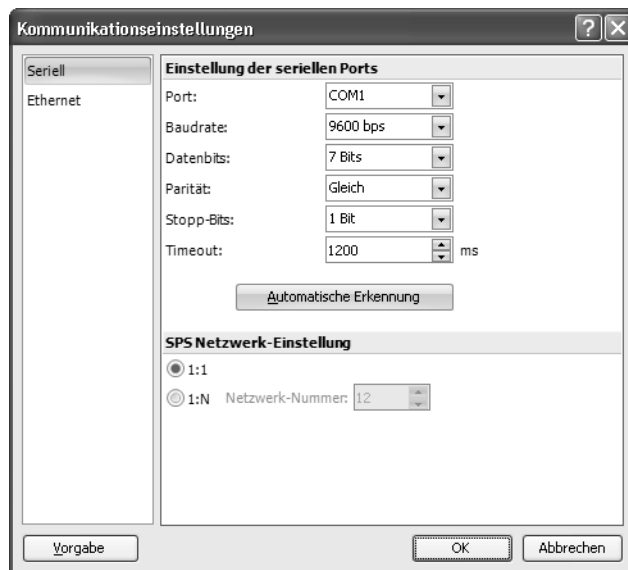 Kommunikationseinstellungen
Seriell
Ethernet
Einstellung der seriellen Ports
Port: COM1
Baudrate: 9600 bps
Datenbits: 7 Bits
Parität: Gleich
Stopp-Bits: 1 Bit
Timeout: 1200 ms
Automatische Erkennung
SPS Netzwerk-Einstellung
1:1
1:N Netzwerk-Nummer: 12
Vorgabe OK Abbrechen